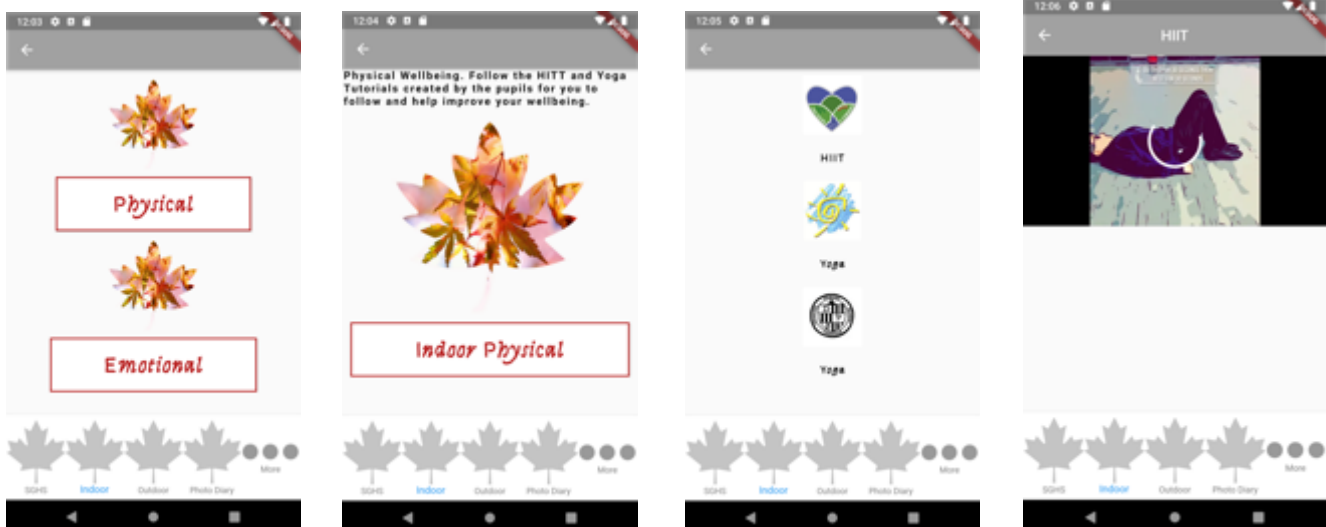 12:03
Physical
Emotional
SGHS
Indoor
Outdoor
Photo Diary
More
12:04
Physical Wellbeing. Follow the HITT and Yoga
Tutorials created by the pupils for you to
follow and help improve your wellbeing.
Indoor Physical
SGHS
Indoor
Outdoor
Photo Diary
More
12:05
HIIT
Yoga
Yoga
SGHS
Indoor
Outdoor
Photo Diary
More
12:06
HIIT
SGHS
Indoor
Outdoor
Photo Diary
More